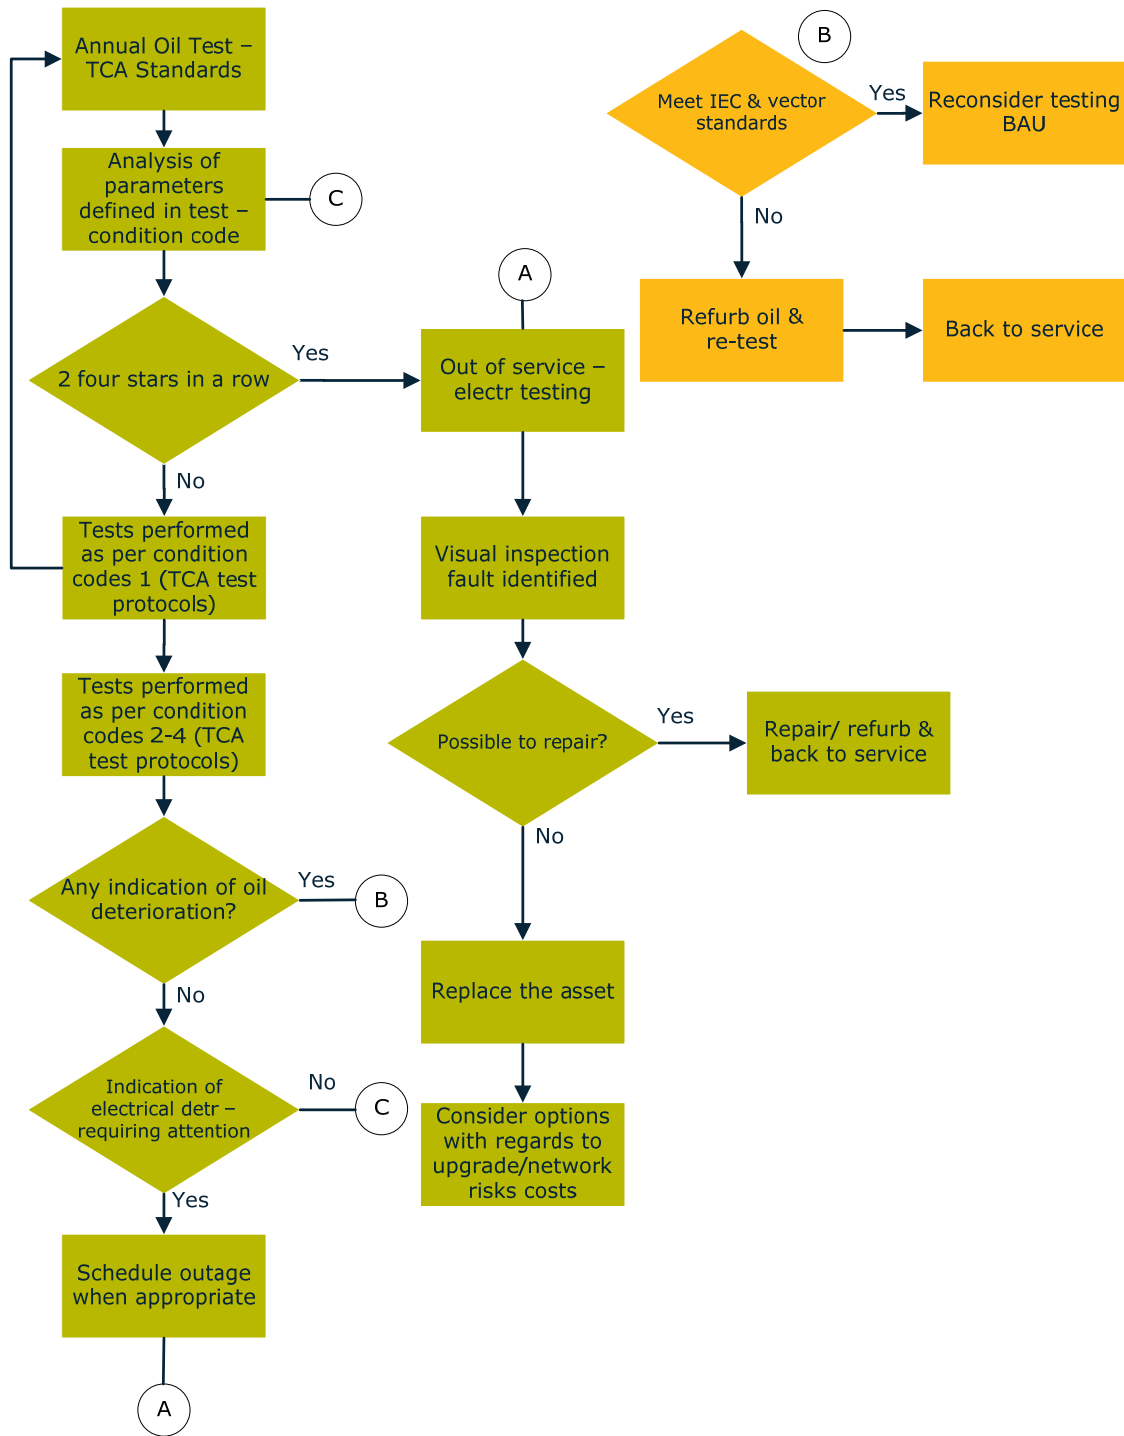 Annual Oil Test –
TCA Standards
Analysis of
parameters
defined in test –
condition code
C
2 four stars in a row
Yes
No
Tests performed
as per condition
codes 1 (TCA test
protocols)
Tests performed
as per condition
codes 2-4 (TCA
test protocols)
Any indication of oil
deterioration?
Yes
B
No
Indication of
electrical detr –
requiring attention
No
C
Yes
Schedule outage
when appropriate
A
A
Out of service –
electr testing
Visual inspection
fault identified
Possible to repair?
Yes
Repair/ refurb &
back to service
No
Replace the asset
Consider options
with regards to
upgrade/network
risks costs
B
Meet IEC & vector
standards
Yes
Reconsider testing
BAU
No
Refurb oil &
re-test
Back to service